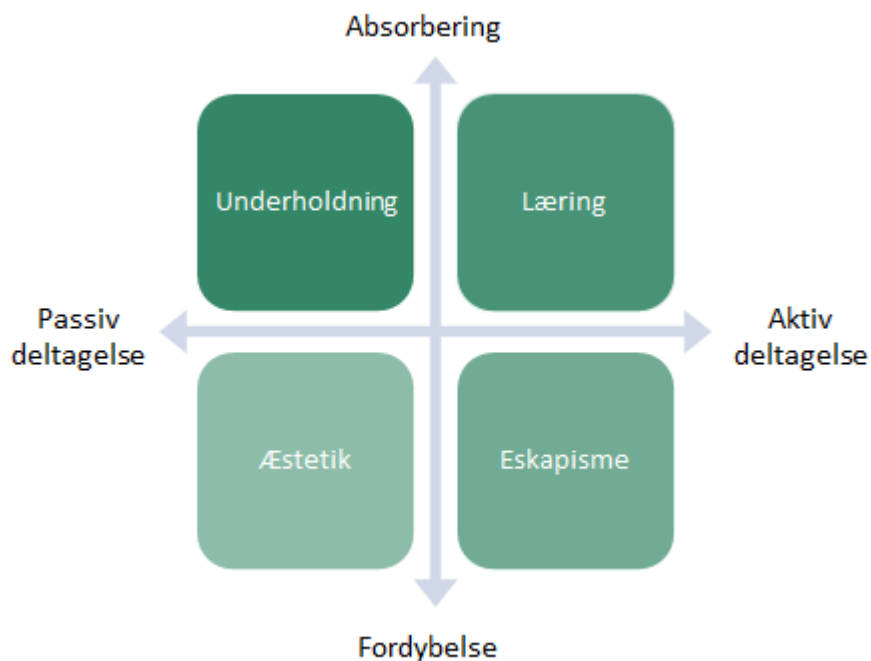 Absorbering
Underholdning
Læring
Passiv
deltagelse
Aktiv
deltagelse
Æstetik
Eskapisme
Fordybelse